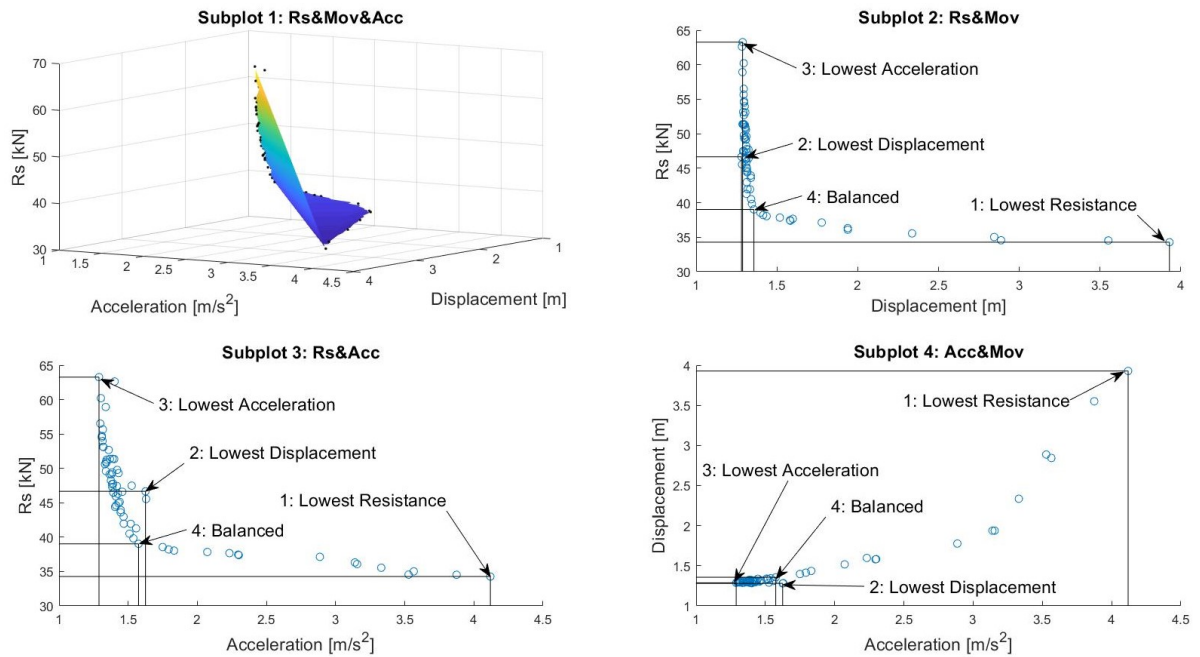 Subplot 1: Rs&Mov&Acc
70
60
50
40
30
Rs [kN]
1
1.5
2
2.5
3
3.5
4
4.5
Acceleration [m/s²]
4
3
2
1
Displacement [m]
Subplot 2: Rs&Mov
65
60
55
50
45
40
35
30
Rs [kN]
3: Lowest Acceleration
2: Lowest Displacement
4: Balanced
1: Lowest Resistance
1 1.5 2 2.5 3 3.5 4
Displacement [m]
Subplot 3: Rs&Acc
65
60
55
50
45
40
35
30
Rs [kN]
3: Lowest Acceleration
2: Lowest Displacement
1: Lowest Resistance
4: Balanced
1 1.5 2 2.5 3 3.5 4 4.5
Acceleration [m/s²]
Subplot 4: Acc&Mov
4
3.5
3
2.5
2
1.5
1
Displacement [m]
1: Lowest Resistance
3: Lowest Acceleration
4: Balanced
2: Lowest Displacement
1 1.5 2 2.5 3 3.5 4 4.5
Acceleration [m/s²]